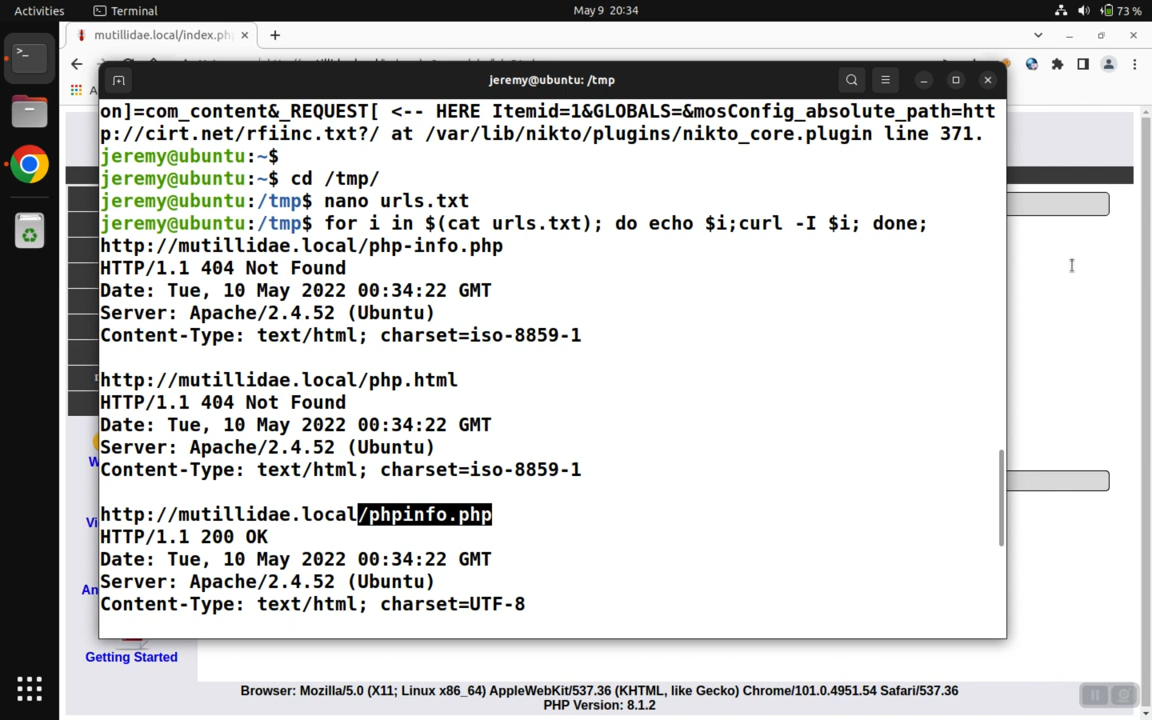 Activities
Terminal
May 9 20:34
73 %
mutillidae.local/index.ph
jeremy@ubuntu: /tmp
on]=com_content&_REQUEST[ <-- HERE Itemid=1&GLOBALS=&mosConfig_absolute_path=htt
p://cirt.net/rfiinc.txt?/ at /var/lib/nikto/plugins/nikto_core.plugin line 371.
jeremy@ubuntu:~$
jeremy@ubuntu:~$ cd /tmp/
jeremy@ubuntu:/tmp$ nano urls.txt
jeremy@ubuntu:/tmp$ for i in $(cat urls.txt); do echo $i;curl -I $i; done;
http://mutillidae.local/php-info.php
HTTP/1.1 404 Not Found
Date: Tue, 10 May 2022 00:34:22 GMT
Server: Apache/2.4.52 (Ubuntu)
Content-Type: text/html; charset=iso-8859-1
http://mutillidae.local/php.html
HTTP/1.1 404 Not Found
Date: Tue, 10 May 2022 00:34:22 GMT
Server: Apache/2.4.52 (Ubuntu)
Content-Type: text/html; charset=iso-8859-1
http://mutillidae.local/phpinfo.php
HTTP/1.1 200 OK
Date: Tue, 10 May 2022 00:34:22 GMT
Server: Apache/2.4.52 (Ubuntu)
Content-Type: text/html; charset=UTF-8
Getting Started
Browser: Mozilla/5.0 (X11; Linux x86_64) AppleWebKit/537.36 (KHTML, like Gecko) Chrome/101.0.4951.54 Safari/537.36
PHP Version: 8.1.2